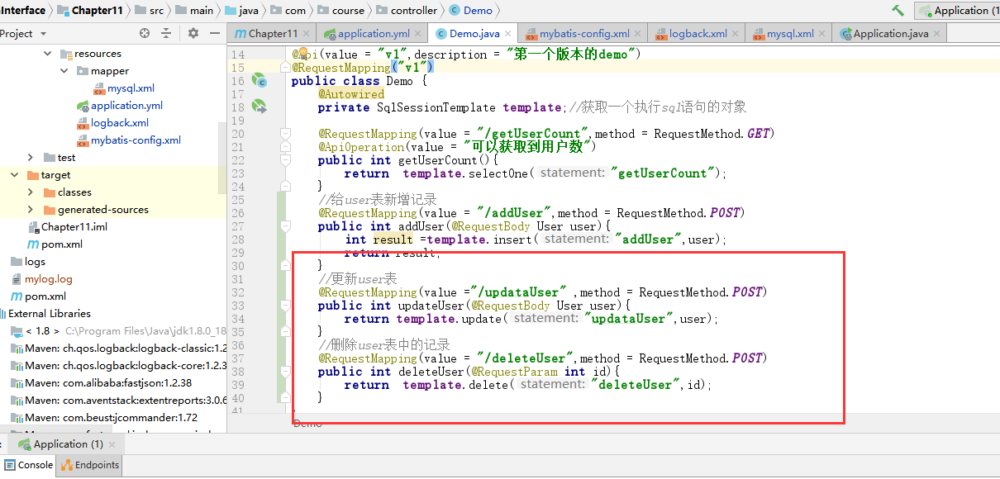 Interface
Chapter11
src
main
java
com
course
controller
Demo
Application (1
Project
Chapter11
application.yml
Demo.java
mybatis-config.xml
logback.xml
mysql.xml
Application.java
resources
mapper
mysql.xml
application.yml
logback.xml
mybatis-config.xml
test
target
classes
generated-sources
Chapter11.iml
pom.xml
logs
mylog.log
pom.xml
External Libraries
< 1.8 > C:\Program Files\Java\jdk1.8.0_18
Maven: ch.qos.logback:logback-classic:1.2
Maven: ch.qos.logback:logback-core:1.2.3
Maven: com.alibaba:fastjson:1.2.38
Maven: com.aventstack:extentreports:3.0.6
Maven: com.beust:jcommander:1.72
14 @Api(value = "v1",description = "第一个版本的demo")
15 @RequestMapping("v1")
16 public class Demo {
17 @Autowired
18 private SqlSessionTemplate template;//获取一个执行sql语句的对象
19
20 @RequestMapping(value = "/getUserCount",method = RequestMethod.GET)
21 @ApiOperation(value = "可以获取到用户数")
22 public int getUserCount(){
23 return template.selectOne( statement: "getUserCount");
24 }
25 //给user表新增记录
26 @RequestMapping(value = "/addUser",method = RequestMethod.POST)
27 public int addUser(@RequestBody User user){
28 int result =template.insert( statement: "addUser",user);
29 return result;
30 }
31 //更新user表
32 @RequestMapping(value ="/updataUser" ,method = RequestMethod.POST)
33 public int updateUser(@RequestBody User user){
34 return template.update( statement: "updataUser",user);
35 }
36 //删除user表中的记录
37 @RequestMapping(value = "/deleteUser",method = RequestMethod.POST)
38 public int deleteUser(@RequestParam int id){
39 return template.delete( statement: "deleteUser",id);
40 }
41
Demo
Application (1)
Console
Endpoints